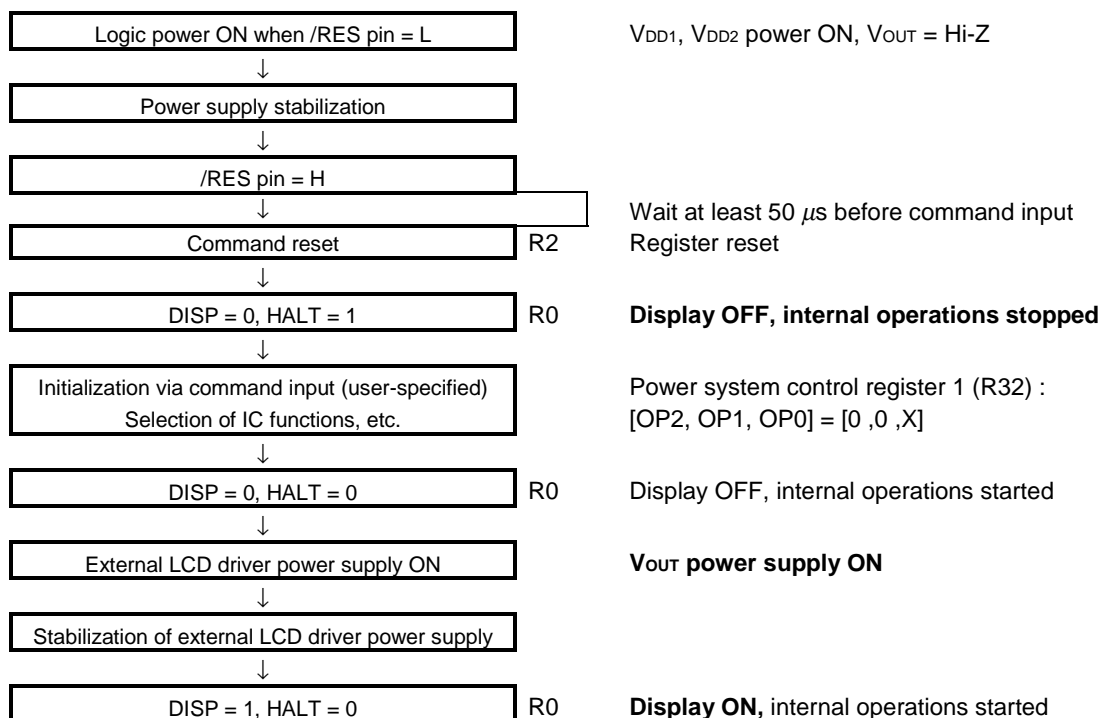 Logic power ON when /RES pin = L VDD1, VDD2 power ON, VOUT = Hi-Z
↓
Power supply stabilization
↓
/RES pin = H
↓ Wait at least 50 μs before command input
Command reset R2 Register reset
↓
DISP = 0, HALT = 1 R0 Display OFF, internal operations stopped
↓
Initialization via command input (user-specified) Power system control register 1 (R32) :
Selection of IC functions, etc. [OP2, OP1, OP0] = [0 ,0 ,X]
↓
DISP = 0, HALT = 0 R0 Display OFF, internal operations started
↓
External LCD driver power supply ON VOUT power supply ON
↓
Stabilization of external LCD driver power supply
↓
DISP = 1, HALT = 0 R0 Display ON, internal operations started